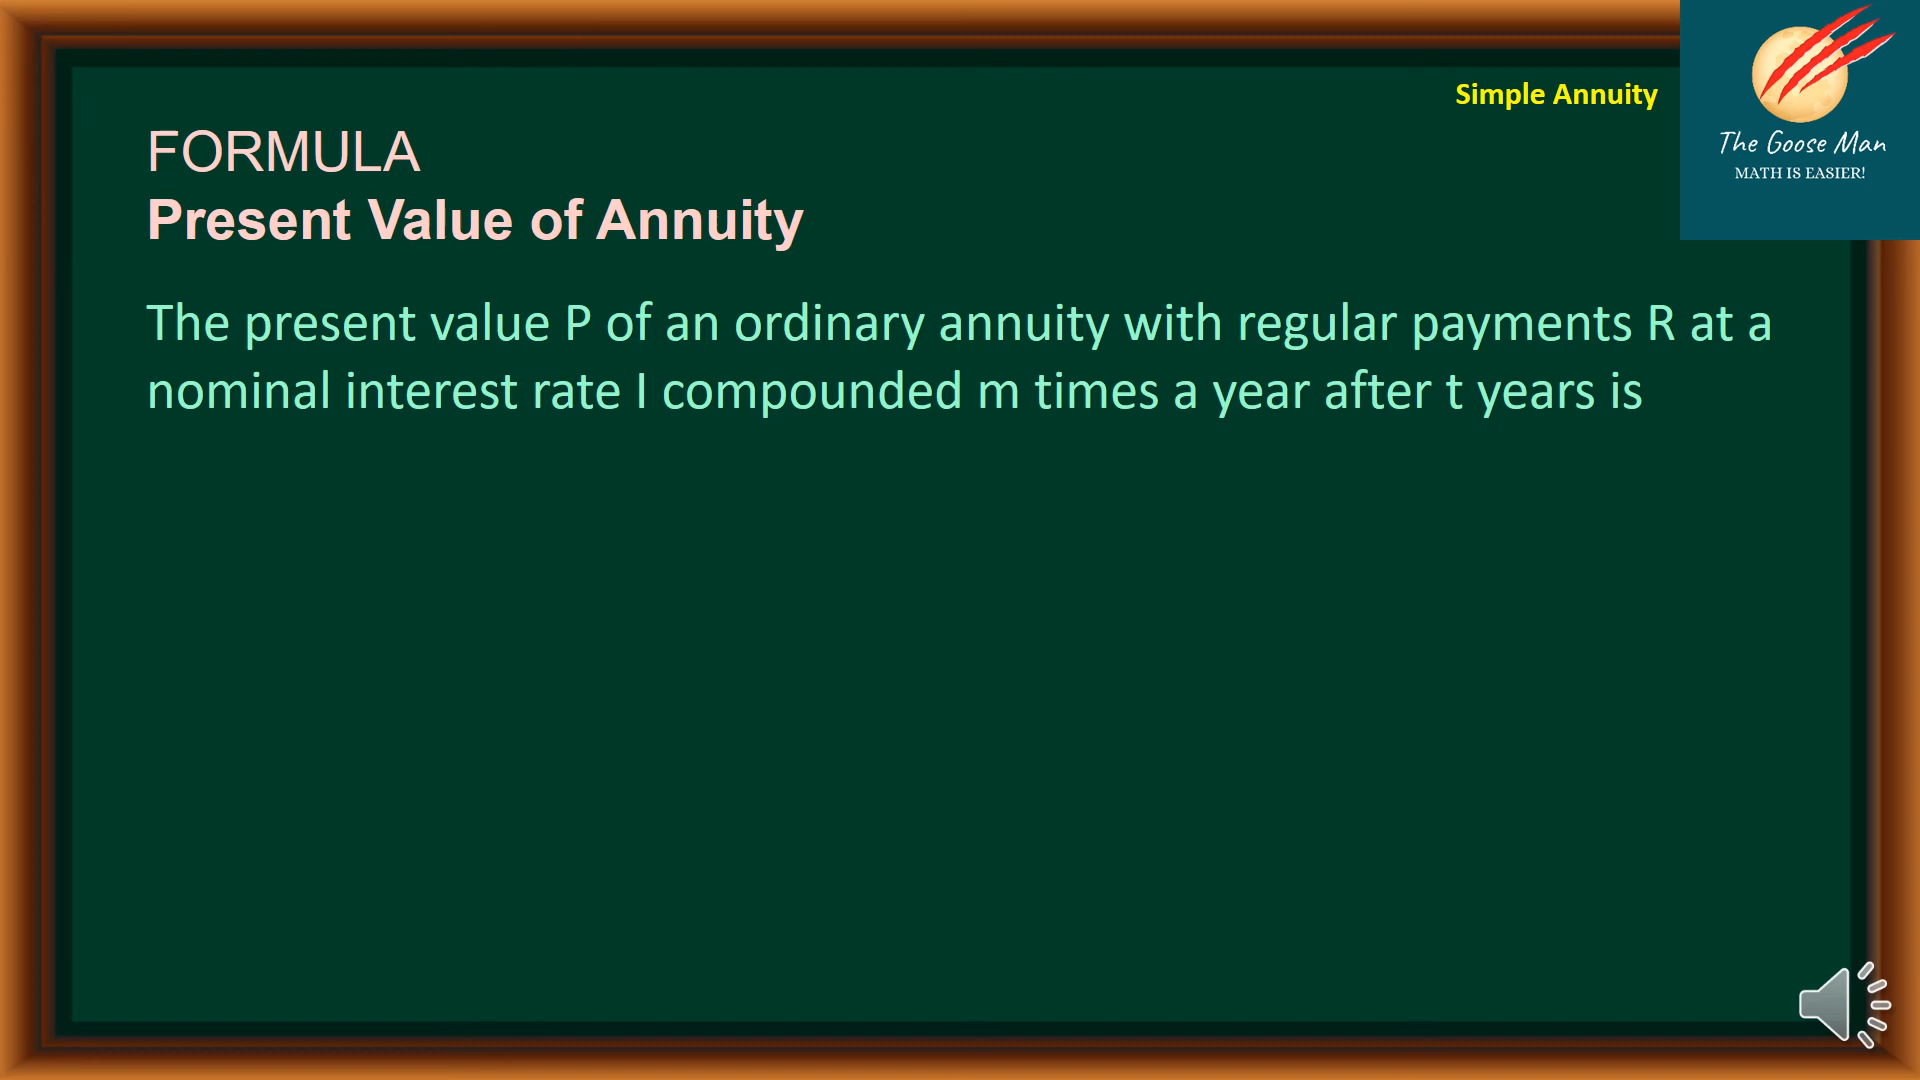 Simple Annuity
The Goose Man
MATH IS EASIER!
FORMULA
Present Value of Annuity
The present value P of an ordinary annuity with regular payments R at a
nominal interest rate I compounded m times a year after t years is